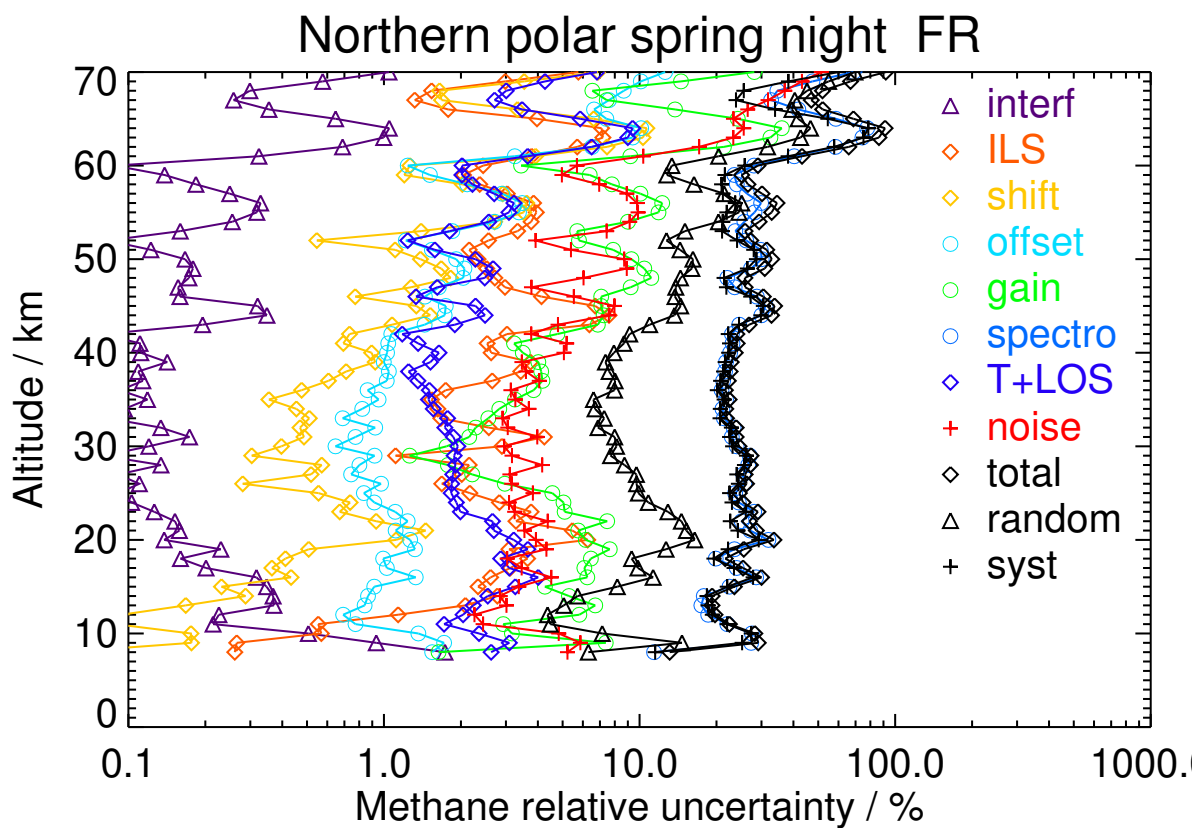 Northern polar spring night FR
70
60
50
40
30
20
10
0
Altitude / km
interf
ILS
shift
offset
gain
spectro
T+LOS
noise
total
random
syst
0.1 1.0 10.0 100.0 1000.0
Methane relative uncertainty / %